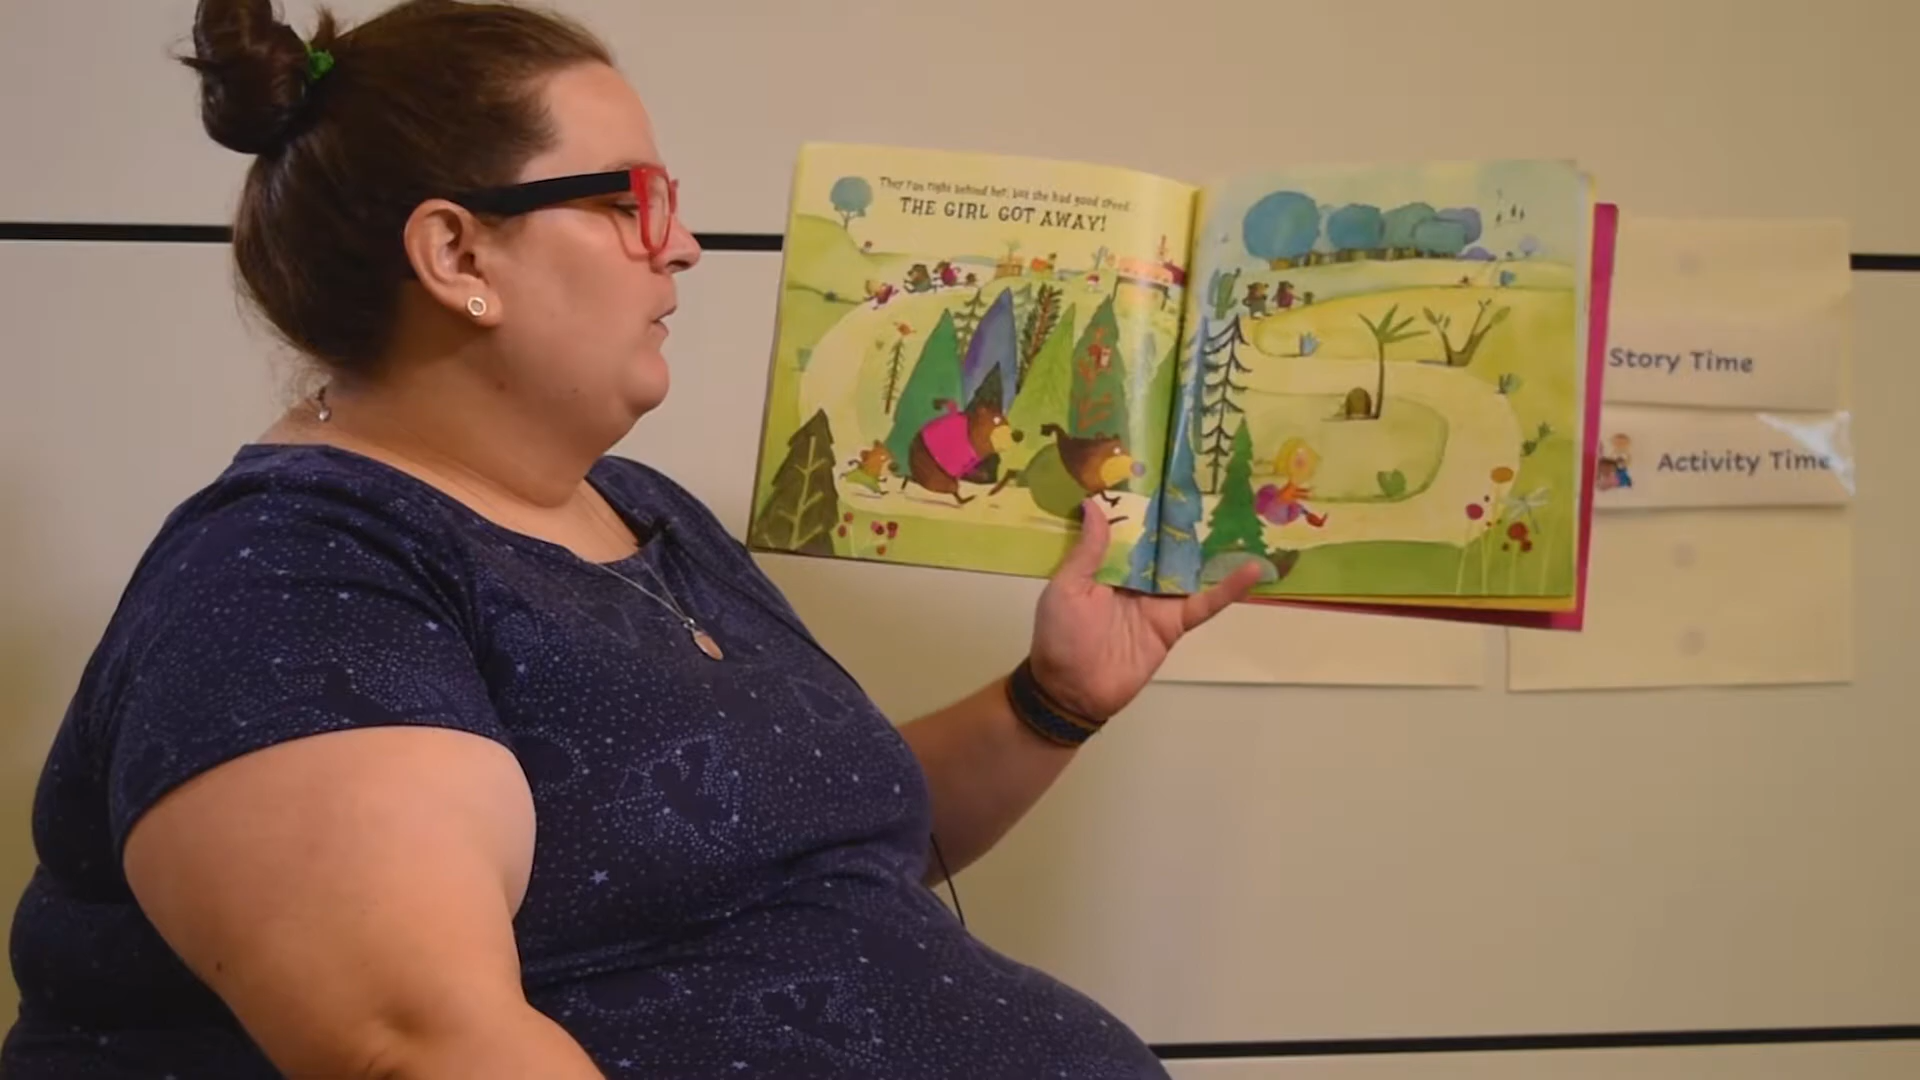 They ran right behind her, but she had good speed.
THE GIRL GOT AWAY!
Story Time
Activity Time